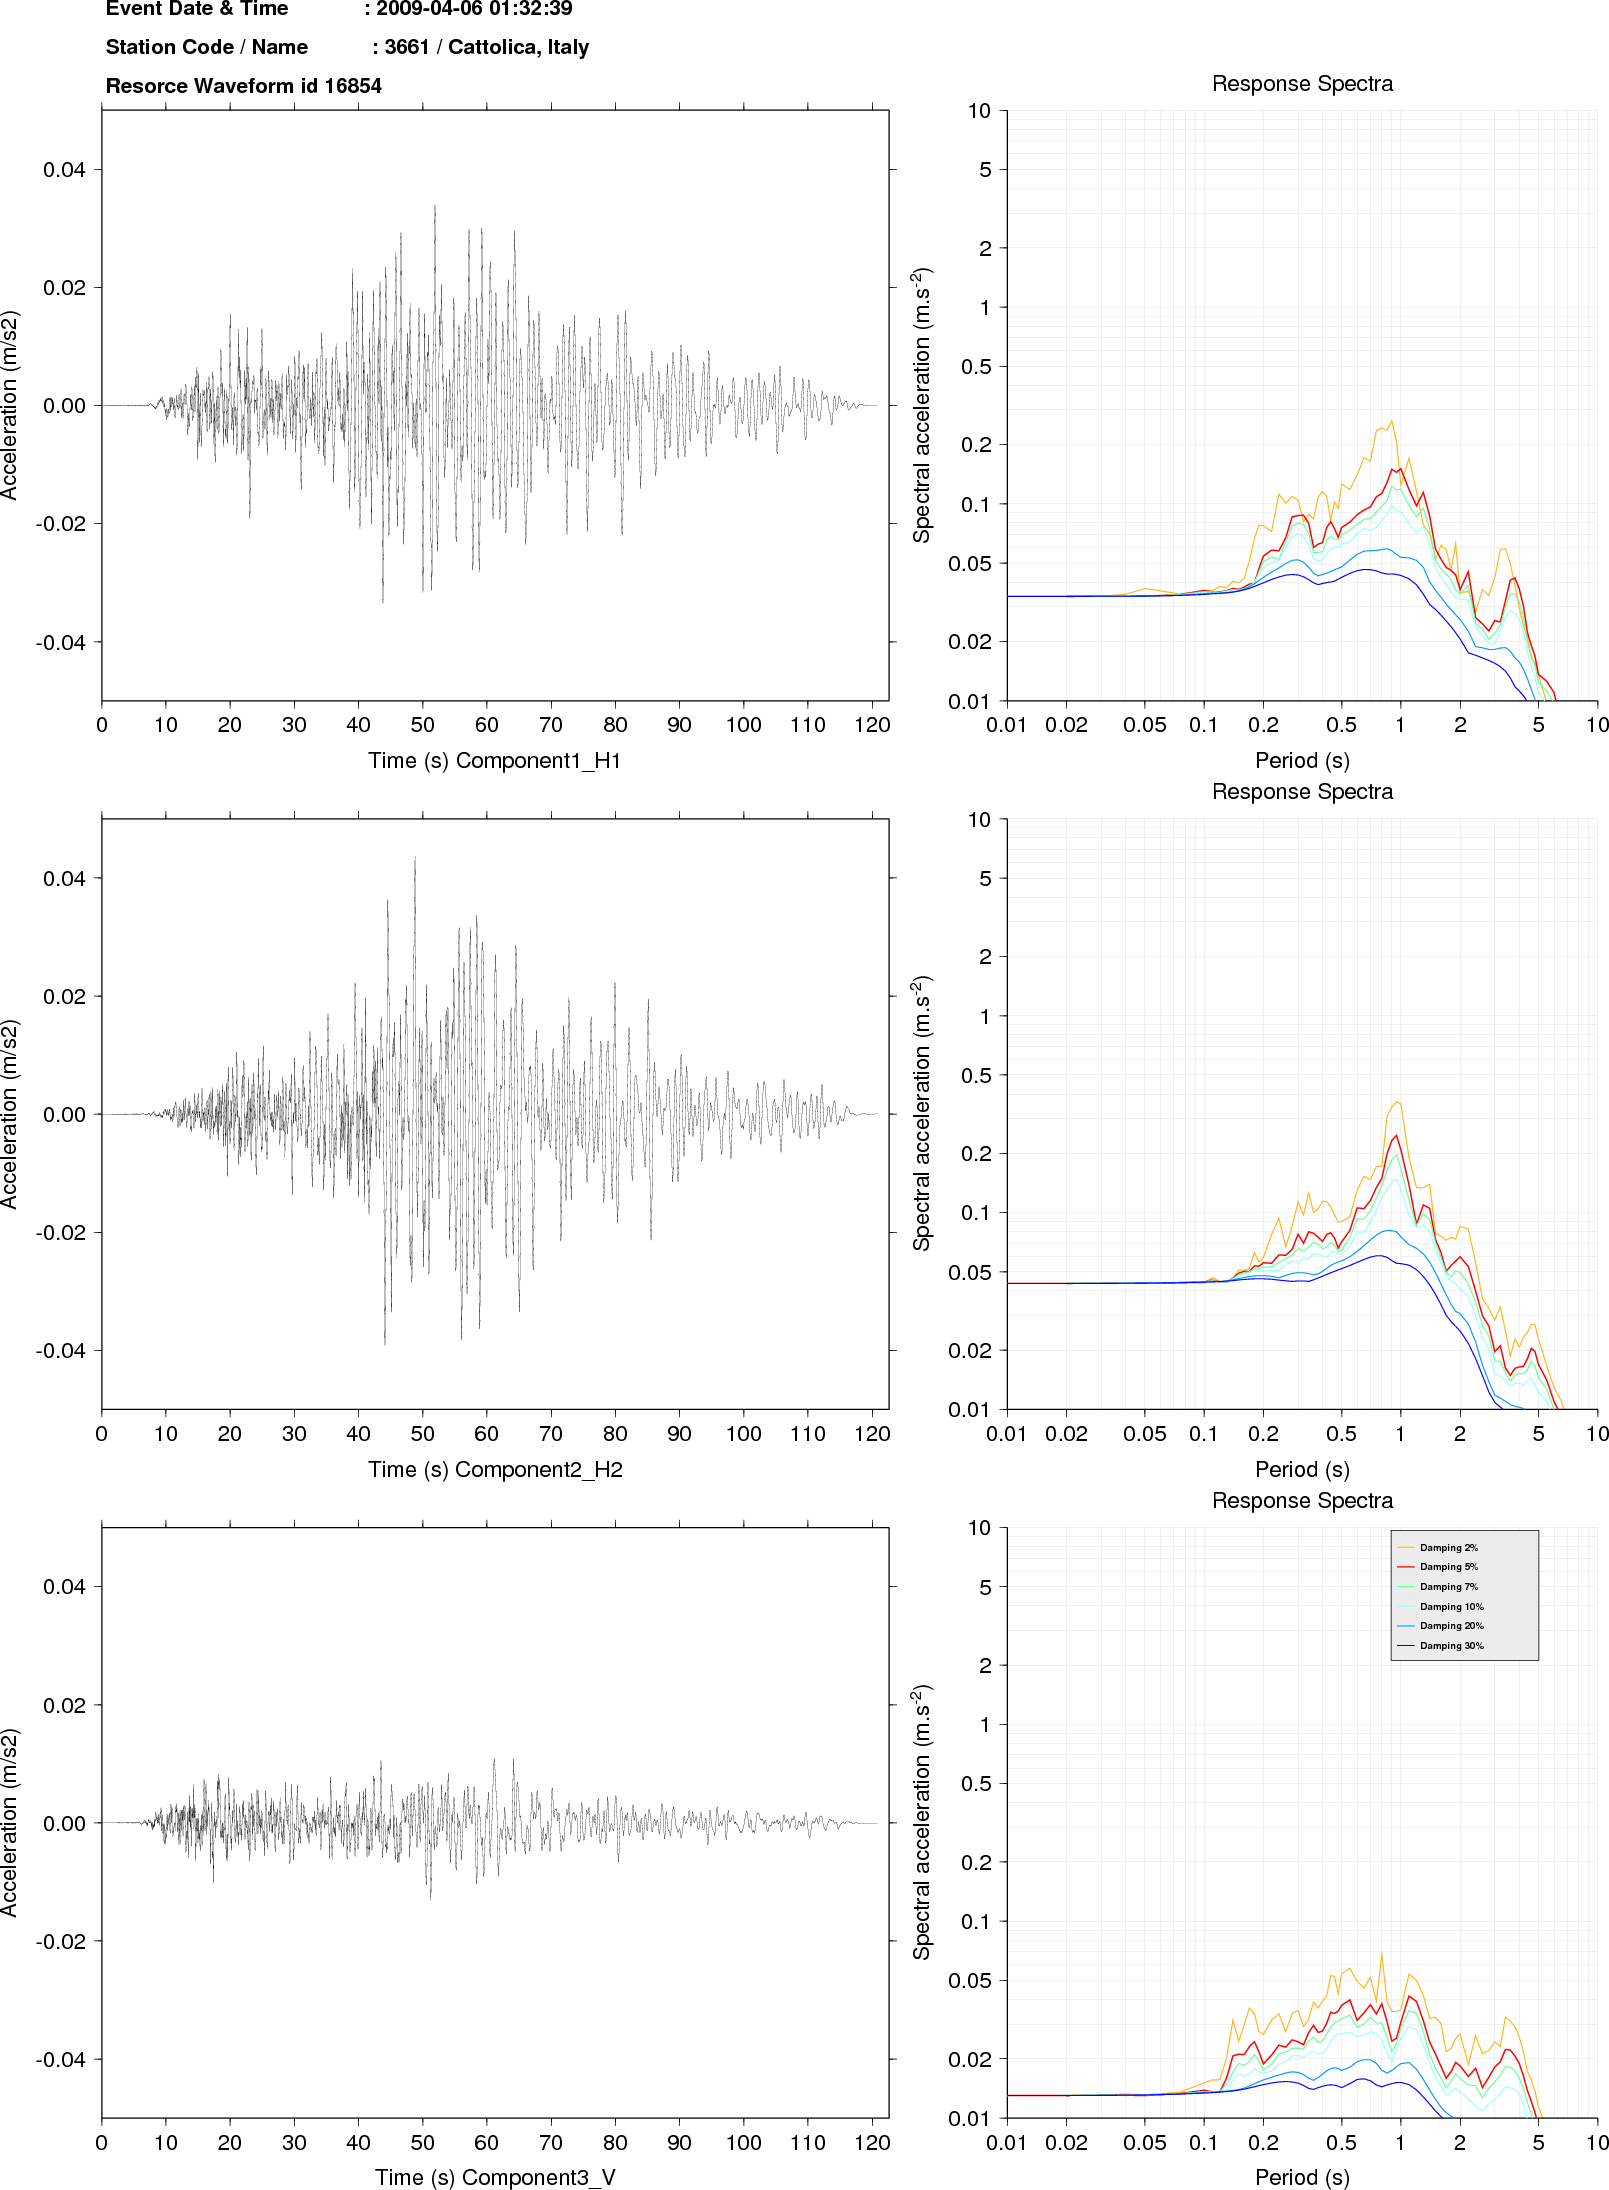 Event Date & Time : 2009-04-06 01:32:39
Station Code / Name : 3661 / Cattolica, Italy
Resorce Waveform id 16854
Response Spectra
Acceleration (m/s2)
0.04
0.02
0.00
-0.02
-0.04
0 10 20 30 40 50 60 70 80 90 100 110 120
Time (s) Component1_H1
Spectral acceleration (m.s-2)
10
5
2
1
0.5
0.2
0.1
0.05
0.02
0.01
0.01 0.02 0.05 0.1 0.2 0.5 1 2 5 10
Period (s)
Response Spectra
Acceleration (m/s2)
0.04
0.02
0.00
-0.02
-0.04
0 10 20 30 40 50 60 70 80 90 100 110 120
Time (s) Component2_H2
Spectral acceleration (m.s-2)
10
5
2
1
0.5
0.2
0.1
0.05
0.02
0.01
0.01 0.02 0.05 0.1 0.2 0.5 1 2 5 10
Period (s)
Response Spectra
Acceleration (m/s2)
0.04
0.02
0.00
-0.02
-0.04
0 10 20 30 40 50 60 70 80 90 100 110 120
Time (s) Component3_V
Spectral acceleration (m.s-2)
10
5
2
1
0.5
0.2
0.1
0.05
0.02
0.01
Damping 2%
Damping 5%
Damping 7%
Damping 10%
Damping 20%
Damping 30%
0.01 0.02 0.05 0.1 0.2 0.5 1 2 5 10
Period (s)